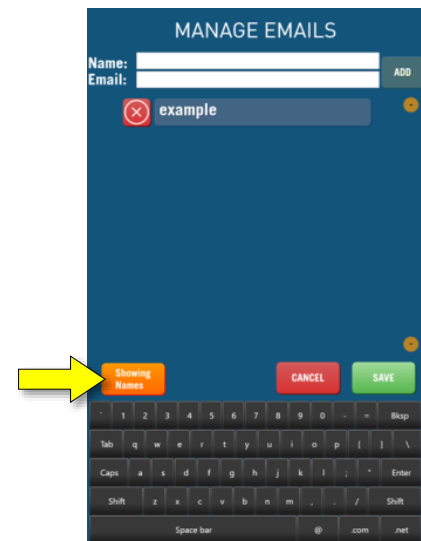 MANAGE EMAILS
Name:
Email:
ADD
example
Showing
Names
CANCEL
SAVE
1 2 3 4 5 6 7 8 9 0 - = Bksp
Tab q w e r t y u i o p [ ] \
Caps a s d f g h j k l ; Enter
Shift z x c v b n m , . / Shift
Space bar @ .com .net